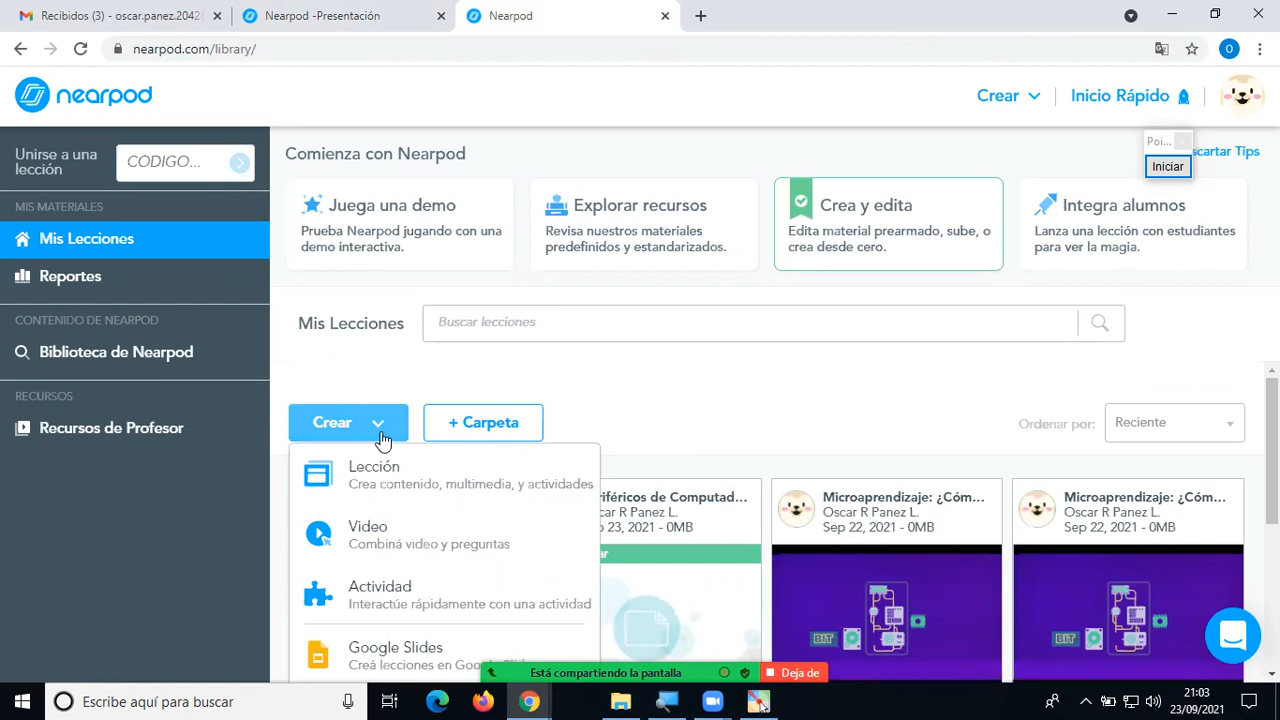 Recibidos (3) - oscar.panez.2042
Nearpod -Presentación
Nearpod
nearpod.com/library/
O
nearpod
Crear
Inicio Rápido
Unirse a una lección
CODIGO...
Comienza con Nearpod
Poi...
scartar Tips
Iniciar
MIS MATERIALES
Mis Lecciones
Reportes
CONTENIDO DE NEARPOD
Biblioteca de Nearpod
RECURSOS
Recursos de Profesor
Juega una demo
Prueba Nearpod jugando con una
demo interactiva.
Explorar recursos
Revisa nuestros materiales
predefinidos y estandarizados.
Crea y edita
Edita material prearmado, sube, o
crea desde cero.
Integra alumnos
Lanza una lección con estudiantes
para ver la magia.
Mis Lecciones
Buscar lecciones
Crear
+ Carpeta
Ordenar por:
Reciente
Lección
Crea contenido, multimedia, y actividades
Video
Combiná video y preguntas
Actividad
Interactúe rápidamente con una actividad
Google Slides
Creá lecciones en Google
riféricos de Computad...
car R Panez L.
p 23, 2021 - 0MB
ar
Microaprendizaje: ¿Cóm...
Oscar R Panez L.
Sep 22, 2021 - 0MB
BIT
Microaprendizaje: ¿Cóm...
Oscar R Panez L.
Sep 22, 2021 - 0MB
BIT
Está compartiendo la pantalla
Deja de
Escribe aquí para buscar
21:03
23/09/2021